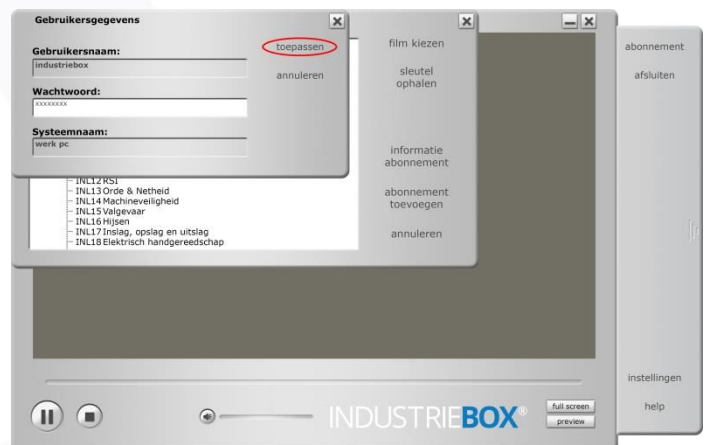 Gebruikersgegevens
Gebruikersnaam:
industriebox
Wachtwoord:
xxxxxxxx
Systeemnaam:
werk pc
toepassen
annuleren
film kiezen
sleutel
ophalen
informatie
abonnement
abonnement
toevoegen
annuleren
INL12 RSI
INL13 Orde & Netheid
INL14 Machineveiligheid
INL15 Valgevaar
INL16 Hijsen
INL17 Inslag, opslag en uitslag
INL18 Elektrisch handgereedschap
abonnement
afsluiten
instellingen
help
INDUSTRIEBOX®
full screen
preview